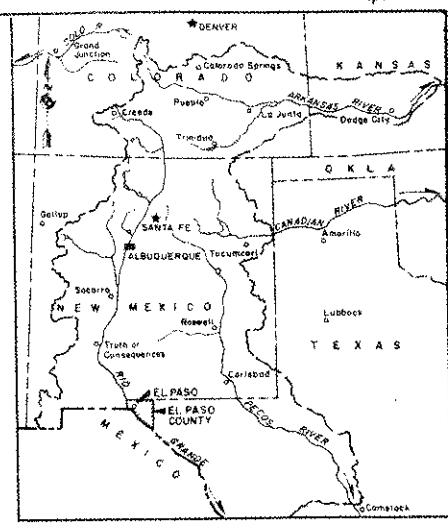 DENVER
COLO R
Grand
Junction
Colorado Springs
KANSAS
COLORADO
Pueblo
ARKANSAS RIVER
La Junta
Creede
Dodge City
Trinidad
OKLA
Gallup
SANTA FE
CANADIAN RIVER
Amarillo
ALBUQUERQUE
Tucumcari
Socorro
NEW MEXICO
Roswell
Lubbock
TEXAS
Truth or
Consequences
Carlsbad
RIO GRANDE
EL PASO
EL PASO
COUNTY
PECOS RIVER
MEXICO
Comstock